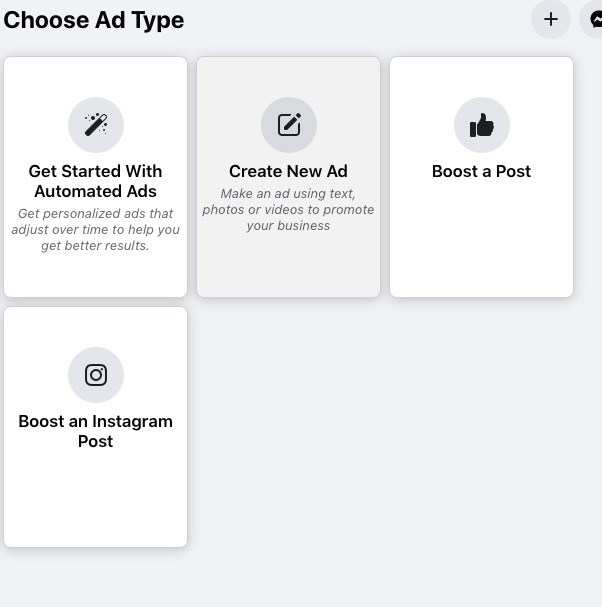 Choose Ad Type
Get Started With
Automated Ads
Get personalized ads that
adjust over time to help you
get better results.
Create New Ad
Make an ad using text,
photos or videos to promote
your business
Boost a Post
Boost an Instagram
Post